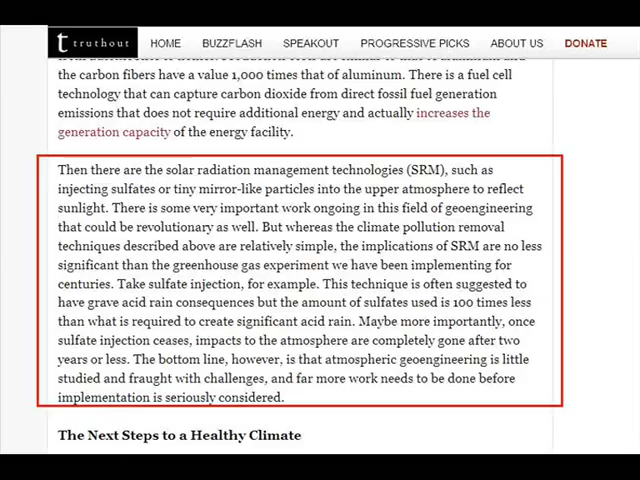 t truthout HOME BUZZFLASH SPEAKOUT PROGRESSIVE PICKS ABOUT US DONATE
the carbon fibers have a value 1,000 times that of aluminum. There is a fuel cell
technology that can capture carbon dioxide from direct fossil fuel generation
emissions that does not require additional energy and actually increases the
generation capacity of the energy facility.
Then there are the solar radiation management technologies (SRM), such as
injecting sulfates or tiny mirror-like particles into the upper atmosphere to reflect
sunlight. There is some very important work ongoing in this field of geoengineering
that could be revolutionary as well. But whereas the climate pollution removal
techniques described above are relatively simple, the implications of SRM are no less
significant than the greenhouse gas experiment we have been implementing for
centuries. Take sulfate injection, for example. This technique is often suggested to
have grave acid rain consequences but the amount of sulfates used is 100 times less
than what is required to create significant acid rain. Maybe more importantly, once
sulfate injection ceases, impacts to the atmosphere are completely gone after two
years or less. The bottom line, however, is that atmospheric geoengineering is little
studied and fraught with challenges, and far more work needs to be done before
implementation is seriously considered.
The Next Steps to a Healthy Climate